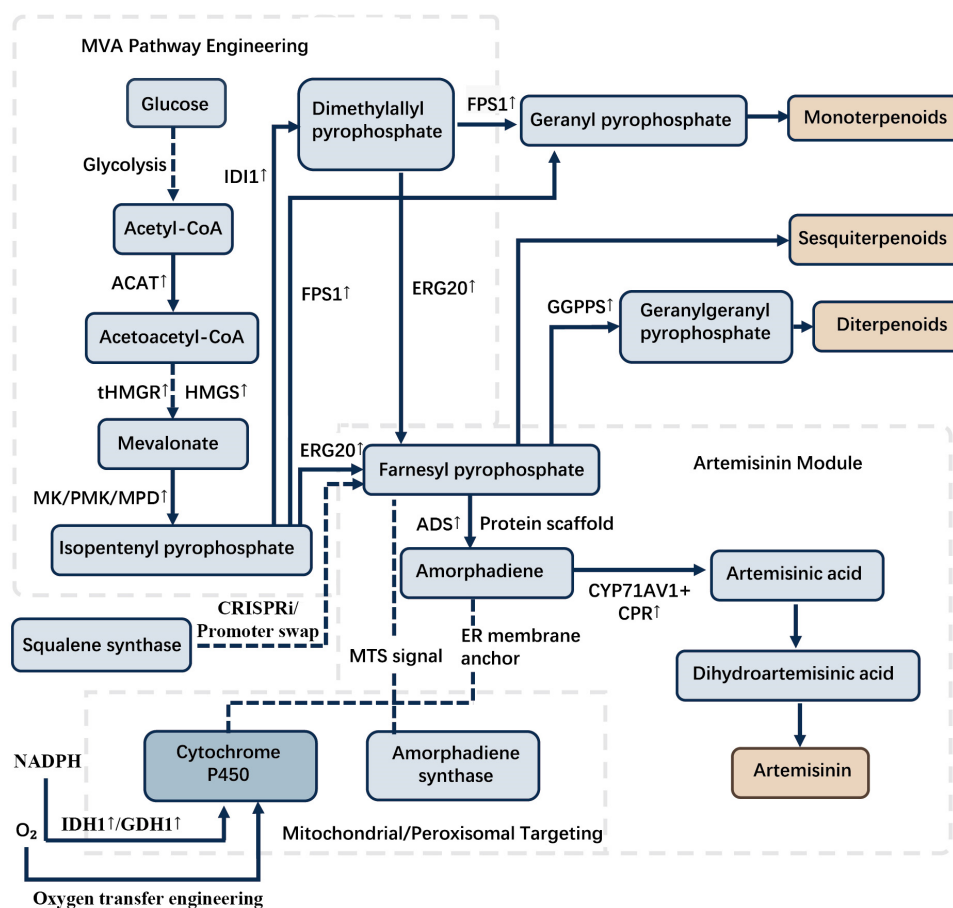 MVA Pathway Engineering
Glucose
Glycolysis
Acetyl-CoA
ACAT↑
Acetoacetyl-CoA
tHMGR↑ HMGS↑
Mevalonate
MK/PMK/MPD↑
Isopentenyl pyrophosphate
IDI1↑
Dimethylallyl
pyrophosphate
FPS1↑
Geranyl pyrophosphate
Monoterpenoids
FPS1↑
ERG20↑
Sesquiterpenoids
GGPPS↑
Geranylgeranyl
pyrophosphate
Diterpenoids
ERG20↑
Farnesyl pyrophosphate
Artemisinin Module
ADS↑
Protein scaffold
Amorphadiene
CYP71AV1+
CPR↑
Artemisinic acid
Dihydroartemisinic acid
Artemisinin
Squalene synthase
CRISPRi/
Promoter swap
MTS signal
ER membrane
anchor
Cytochrome
P450
Amorphadiene
synthase
Mitochondrial/Peroxisomal Targeting
NADPH
IDH1↑/GDH1↑
O₂
Oxygen transfer engineering